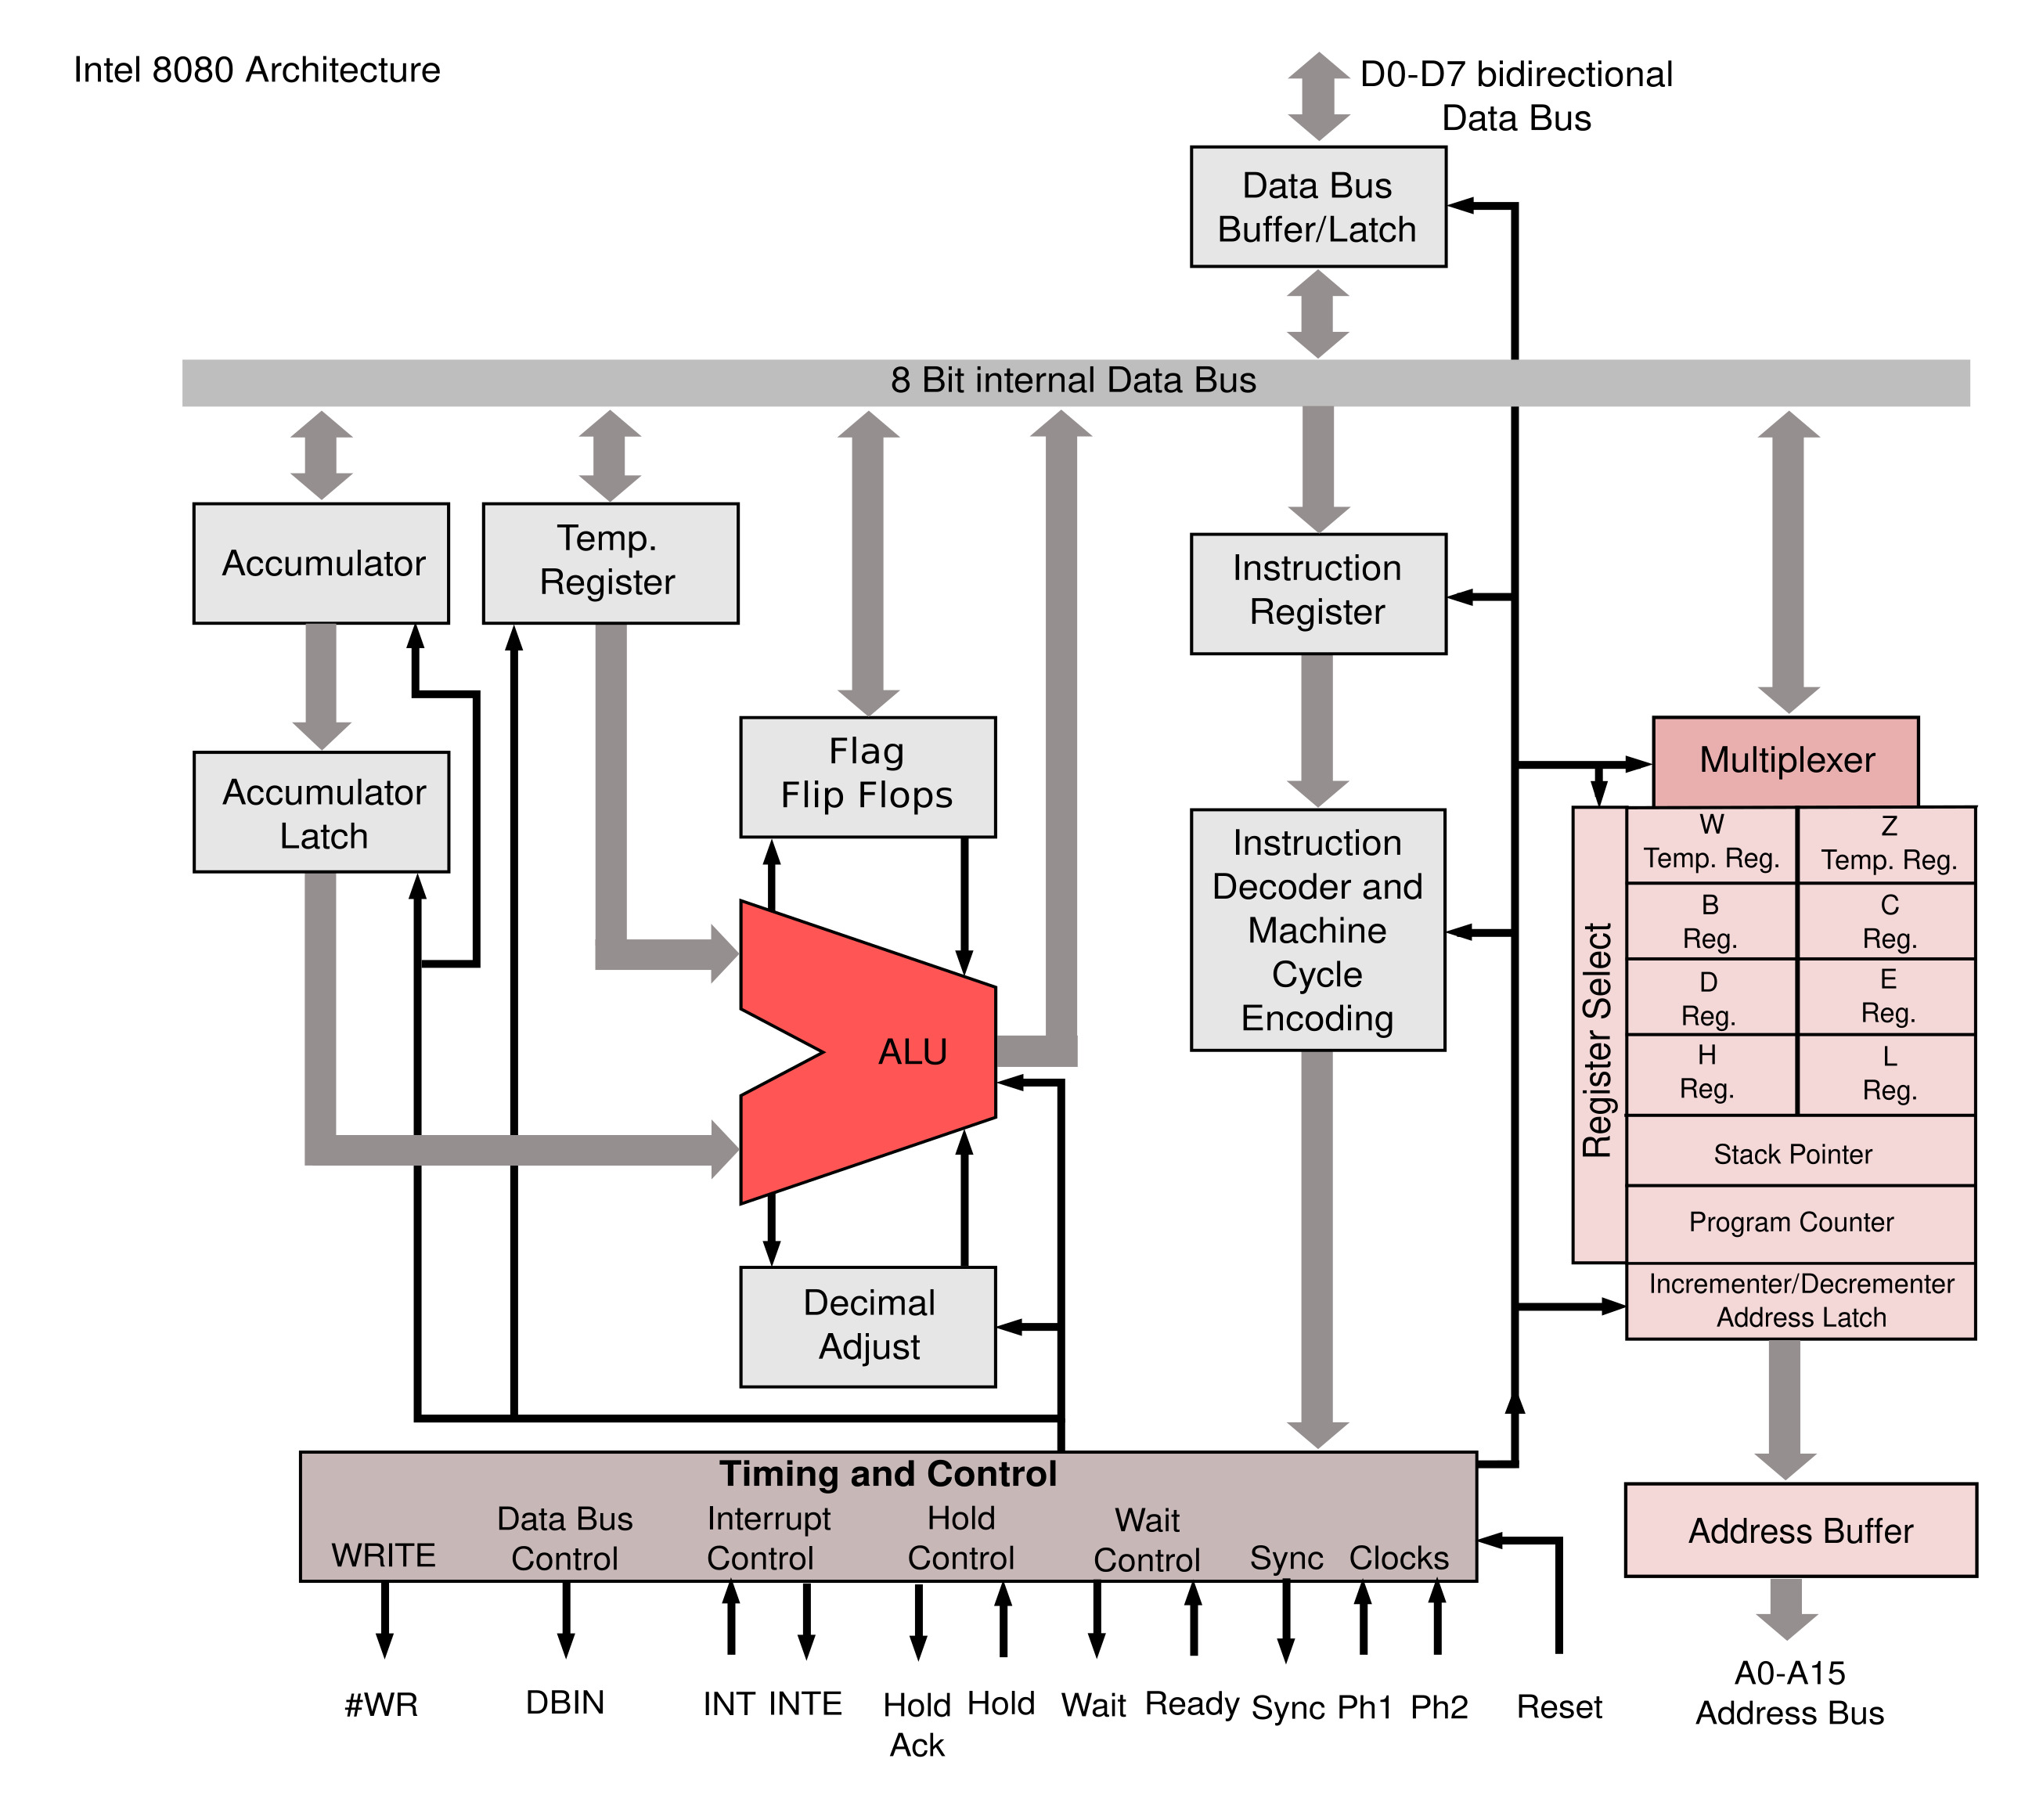 Intel 8080 Architecture
D0-D7 bidirectional
Data Bus
Data Bus
Buffer/Latch
8 Bit internal Data Bus
Accumulator
Temp.
Register
Instruction
Register
Accumulator
Latch
Flag
Flip Flops
Instruction
Decoder and
Machine
Cycle
Encoding
ALU
Decimal
Adjust
Multiplexer
Register Select
W
Temp. Reg.
Z
Temp. Reg.
B
Reg.
C
Reg.
D
Reg.
E
Reg.
H
Reg.
L
Reg.
Stack Pointer
Program Counter
Incrementer/Decrementer
Address Latch
Address Buffer
A0-A15
Address Bus
Timing and Control
WRITE
Data Bus
Control
Interrupt
Control
Hold
Control
Wait
Control
Sync
Clocks
#WR
DBIN
INT
INTE
Hold
Ack
Hold
Wait
Ready
Sync
Ph1
Ph2
Reset